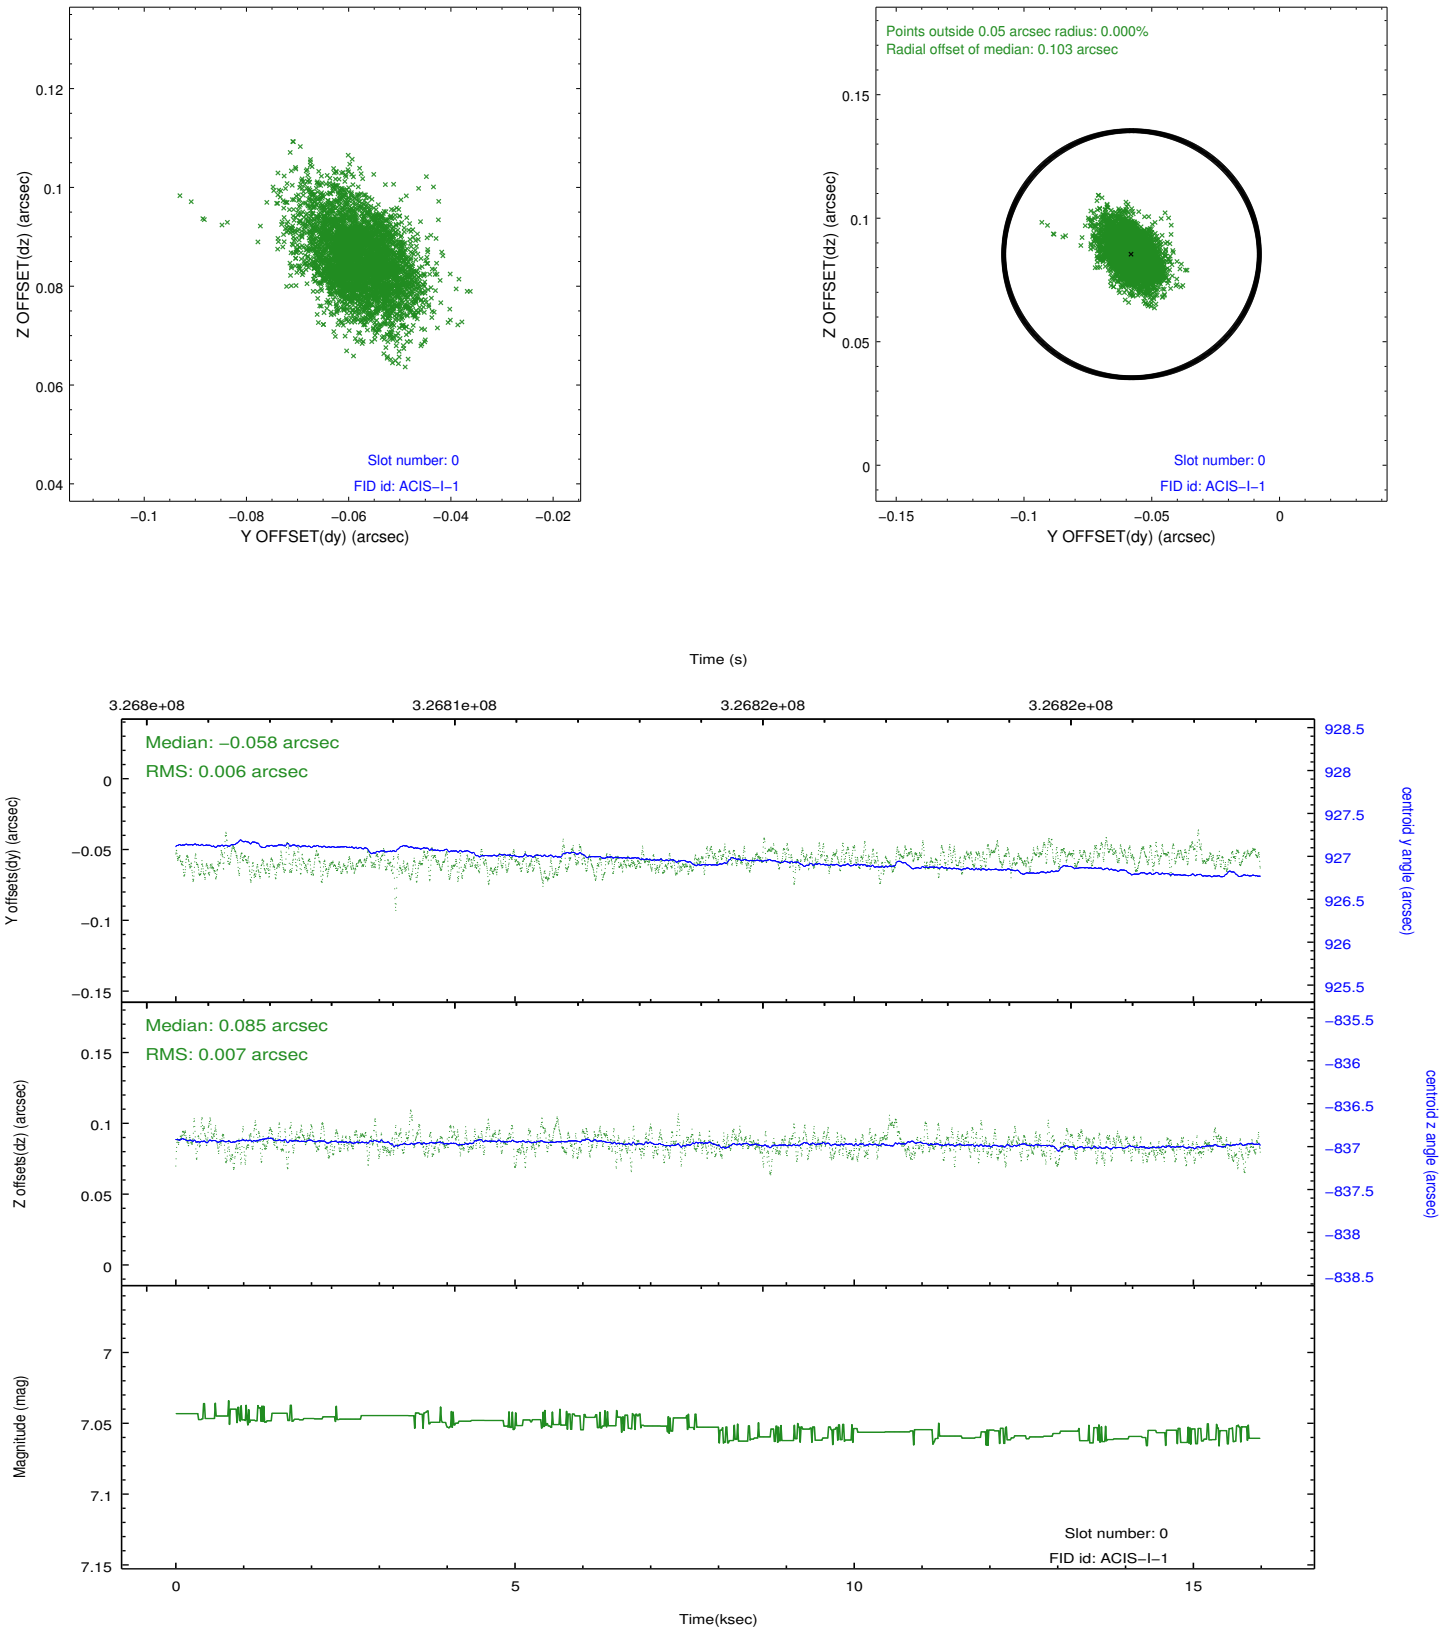 0.12
0.1
0.08
0.06
0.04
Z OFFSET(dz) (arcsec)
Slot number: 0
FID id: ACIS−I−1
−0.1 −0.08 −0.06 −0.04 −0.02
Y OFFSET(dy) (arcsec)
Points outside 0.05 arcsec radius: 0.000%
Radial offset of median: 0.103 arcsec
0.15
0.1
0.05
0
Z OFFSET(dz) (arcsec)
Slot number: 0
FID id: ACIS−I−1
−0.15 −0.1 −0.05 0
Y OFFSET(dy) (arcsec)
Time (s)
3.268e+08 3.2681e+08 3.2682e+08 3.2682e+08
Median: −0.058 arcsec
RMS: 0.006 arcsec
0
−0.05
−0.1
−0.15
Y offsets(dy) (arcsec)
928.5
928
927.5
927
926.5
926
925.5
centroid y angle (arcsec)
Median: 0.085 arcsec
RMS: 0.007 arcsec
0.15
0.1
0.05
0
Z offsets(dz) (arcsec)
−835.5
−836
−836.5
−837
−837.5
−838
−838.5
centroid z angle (arcsec)
7
7.05
7.1
7.15
Magnitude (mag)
Slot number: 0
FID id: ACIS−I−1
0 5 10 15
Time(ksec)